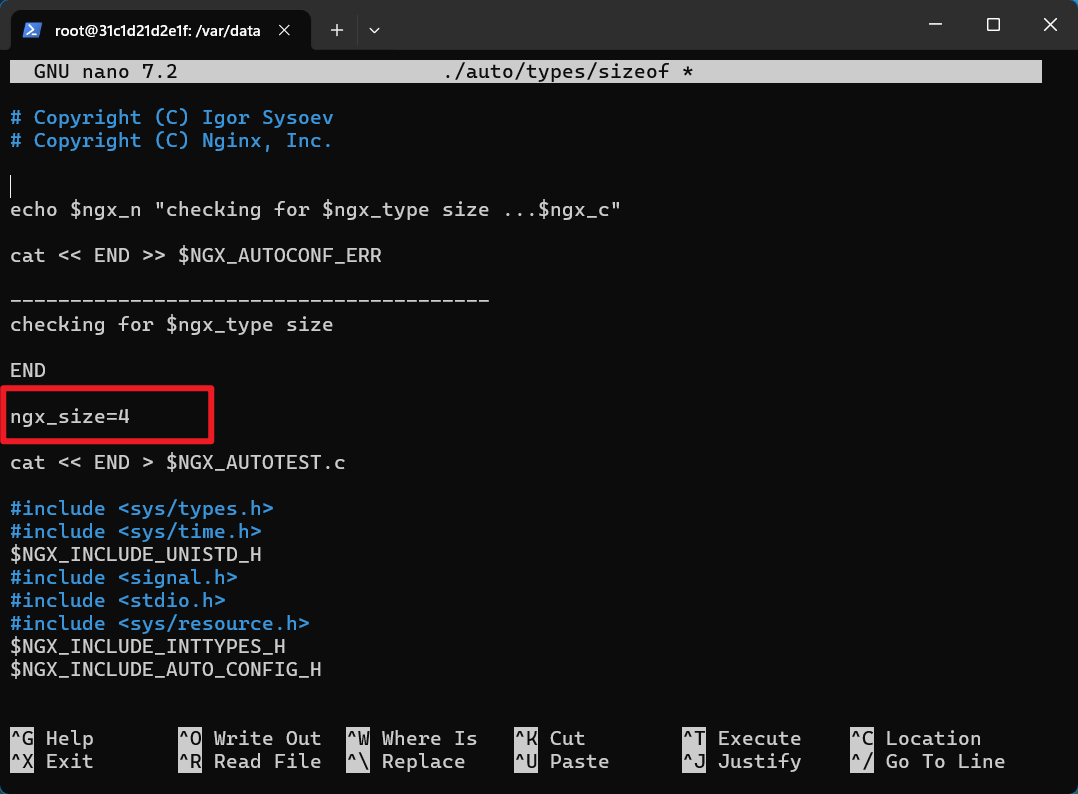 root@31c1d21d2e1f: /var/data
GNU nano 7.2 ./auto/types/sizeof *
# Copyright (C) Igor Sysoev
# Copyright (C) Nginx, Inc.
echo $ngx_n "checking for $ngx_type size ...$ngx_c"
cat << END >> $NGX_AUTOCONF_ERR
----------------------------------------
checking for $ngx_type size
END
ngx_size=4
cat << END > $NGX_AUTOTEST.c
#include <sys/types.h>
#include <sys/time.h>
$NGX_INCLUDE_UNISTD_H
#include <signal.h>
#include <stdio.h>
#include <sys/resource.h>
$NGX_INCLUDE_INTTYPES_H
$NGX_INCLUDE_AUTO_CONFIG_H
^G Help ^O Write Out ^W Where Is ^K Cut ^T Execute ^C Location
^X Exit ^R Read File ^\ Replace ^U Paste ^J Justify ^/ Go To Line